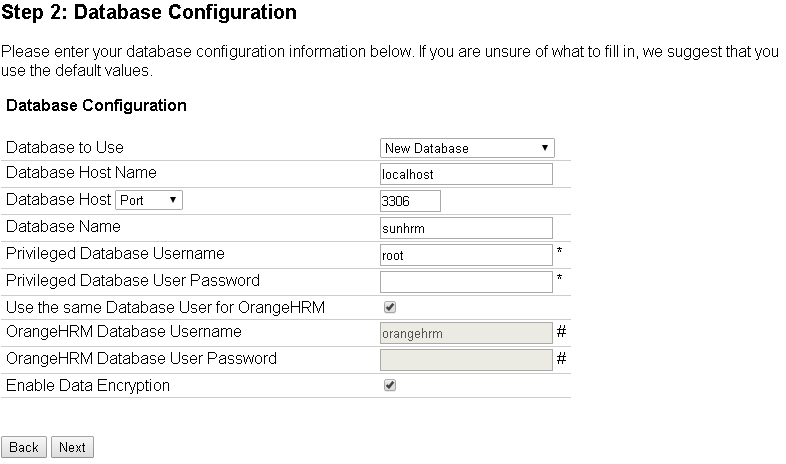 Step 2: Database Configuration
Please enter your database configuration information below. If you are unsure of what to fill in, we suggest that you
use the default values.
Database Configuration
Database to Use New Database
Database Host Name localhost
Database Host Port 3306
Database Name sunhrm
Privileged Database Username root *
Privileged Database User Password *
Use the same Database User for OrangeHRM
OrangeHRM Database Username orangehrm #
OrangeHRM Database User Password #
Enable Data Encryption
Back Next